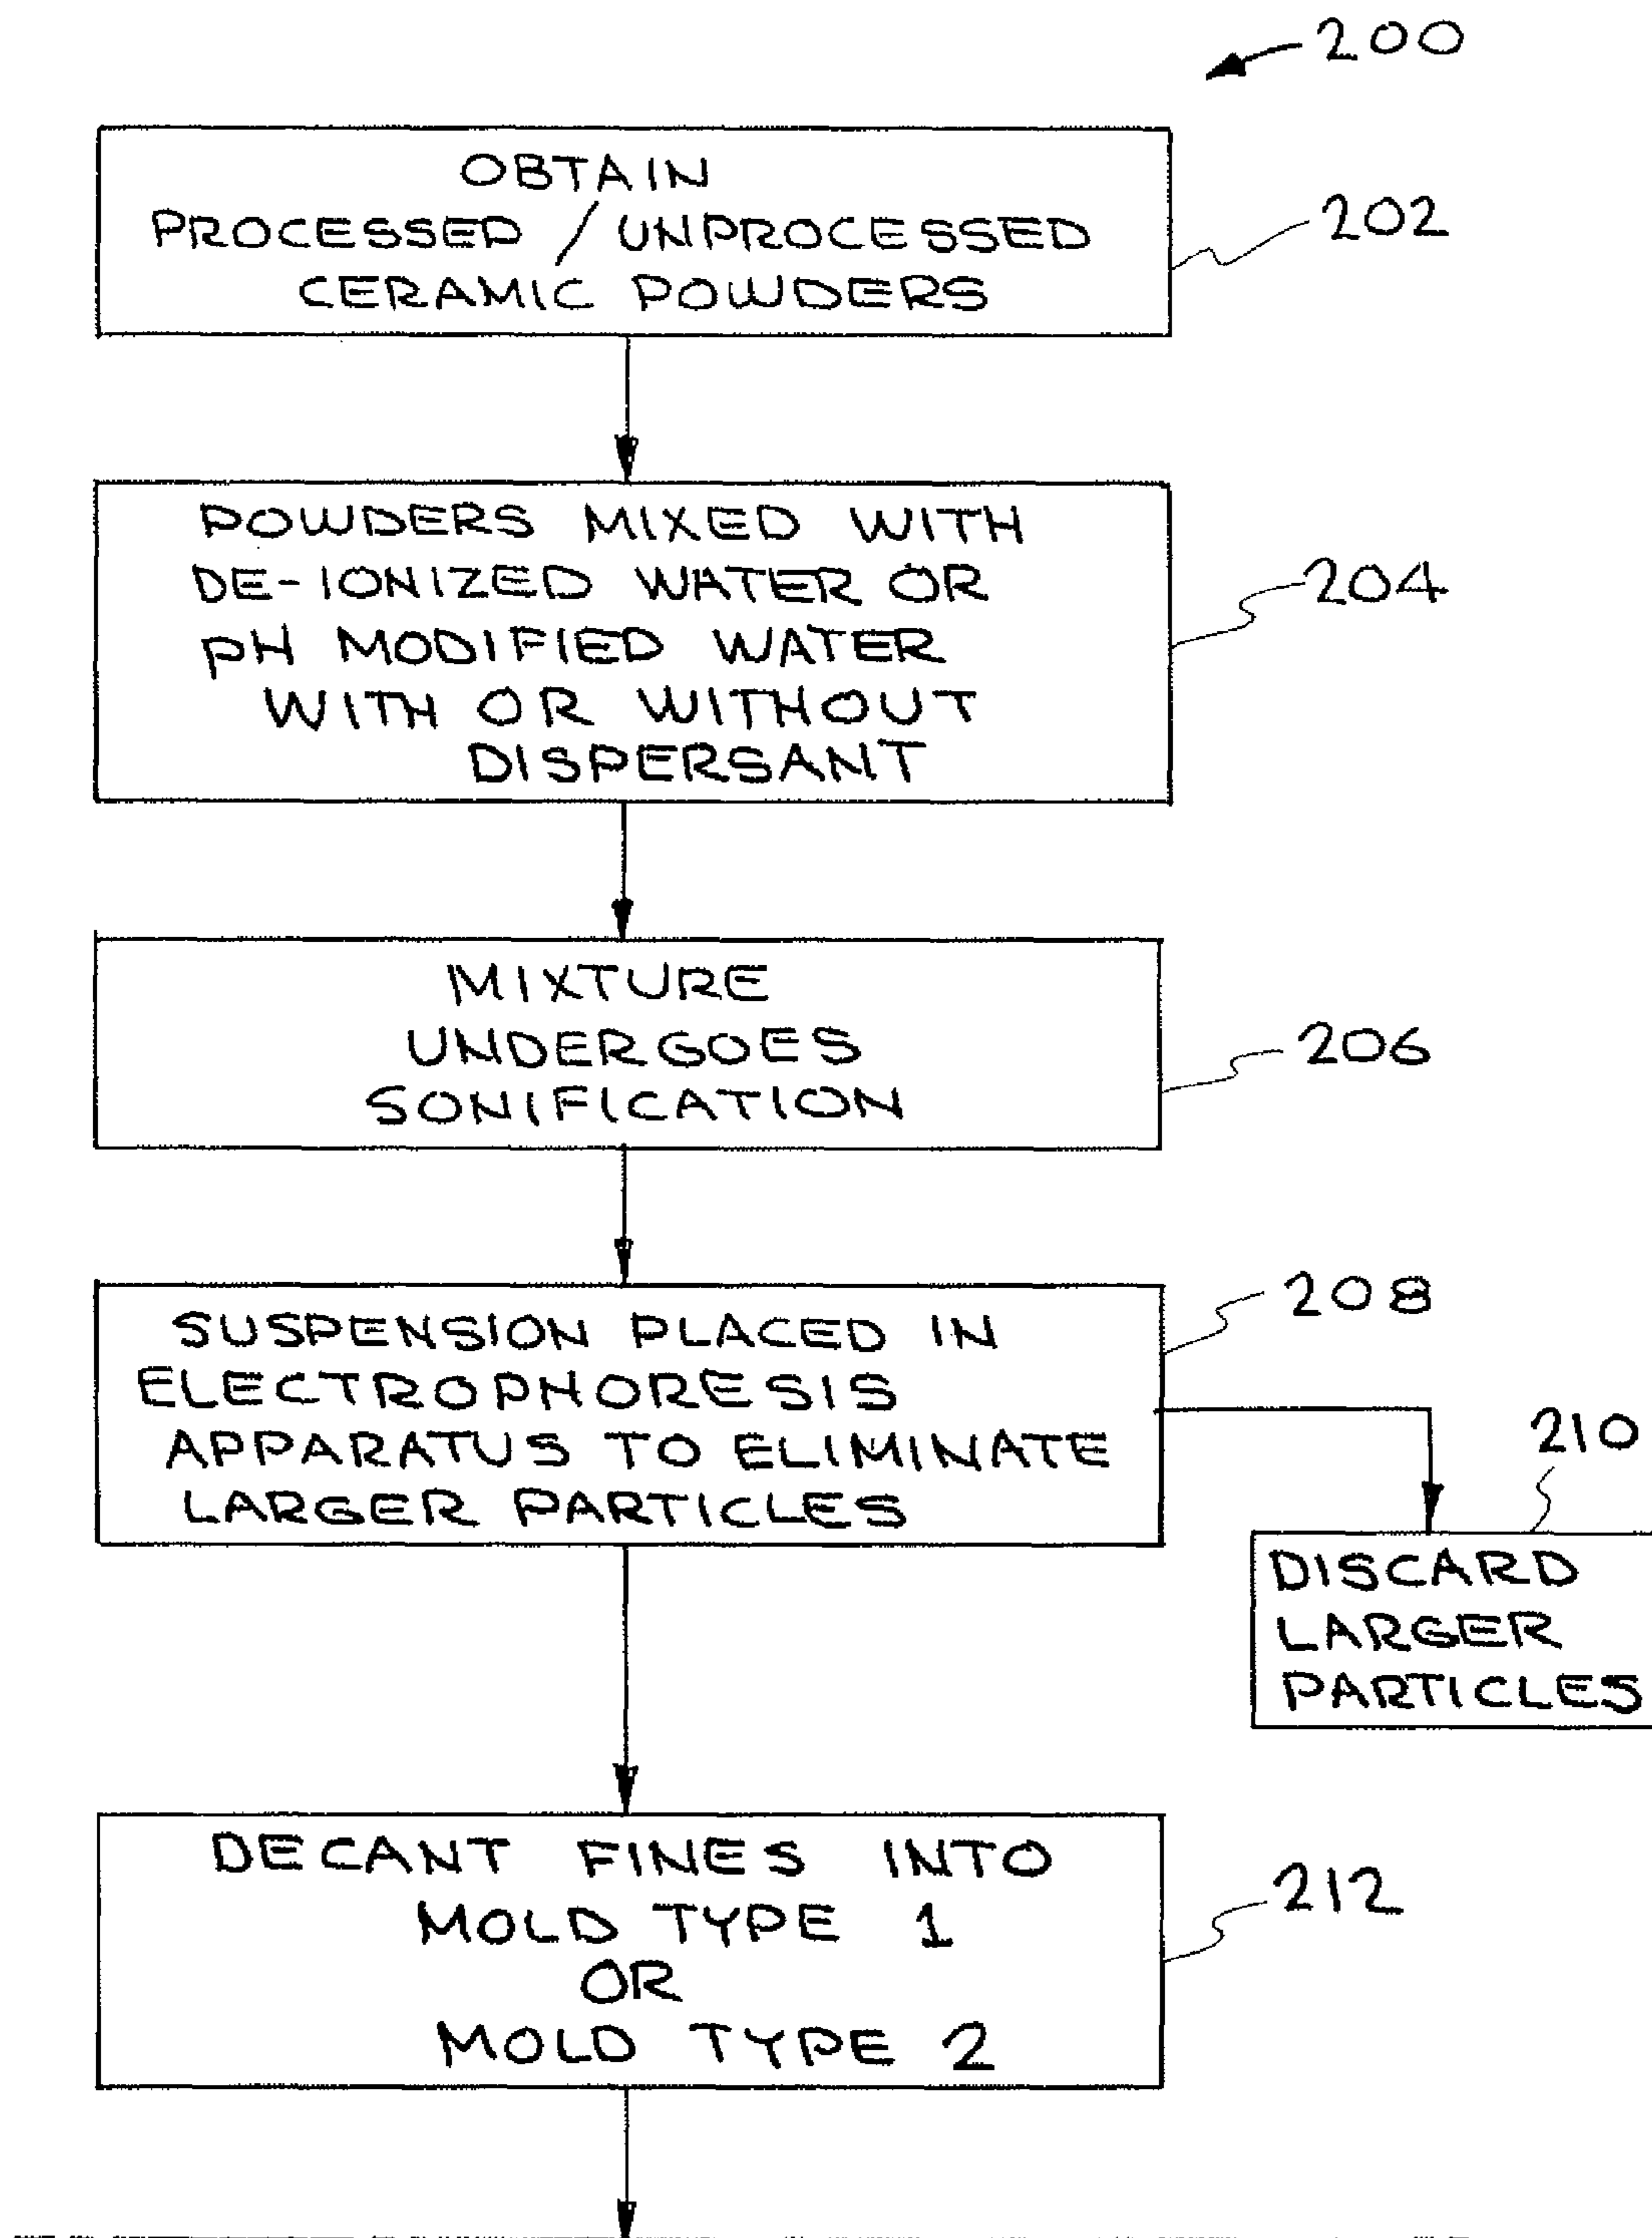 200
OBTAIN
PROCESSED / UNPROCESSED
CERAMIC POWDERS
202
POWDERS MIXED WITH
DE-IONIZED WATER OR
pH MODIFIED WATER
WITH OR WITHOUT
DISPERSANT
204
MIXTURE
UNDERGOES
SONIFICATION
206
SUSPENSION PLACED IN
ELECTROPHORESIS
APPARATUS TO ELIMINATE
LARGER PARTICLES
208
210
DISCARD
LARGER
PARTICLES
DECANT FINES INTO
MOLD TYPE 1
OR
MOLD TYPE 2
212